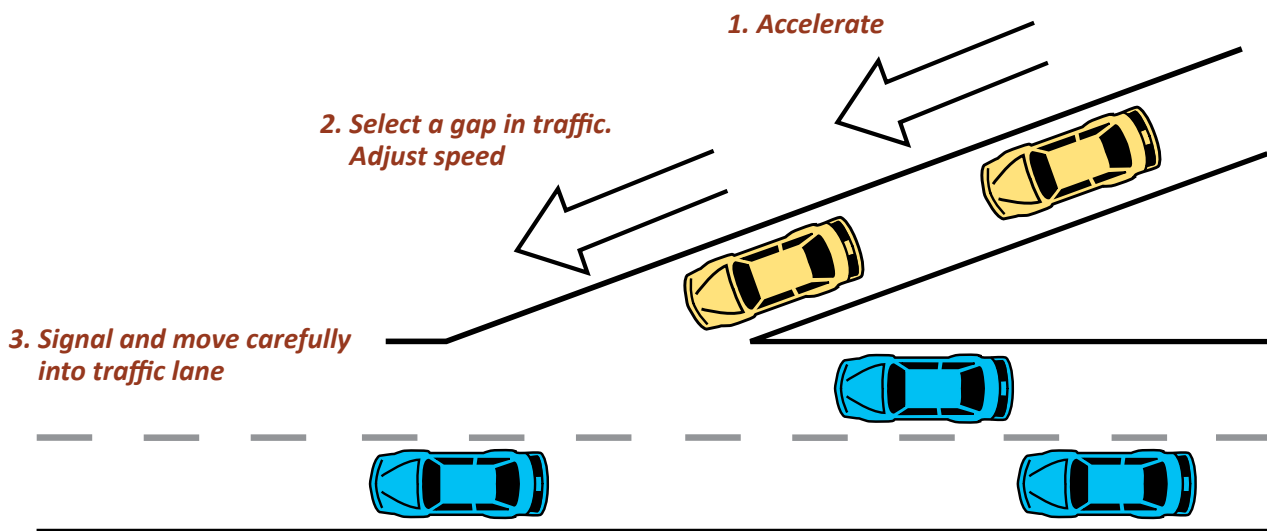 1. Accelerate
2. Select a gap in traffic.
Adjust speed
3. Signal and move carefully
into traffic lane